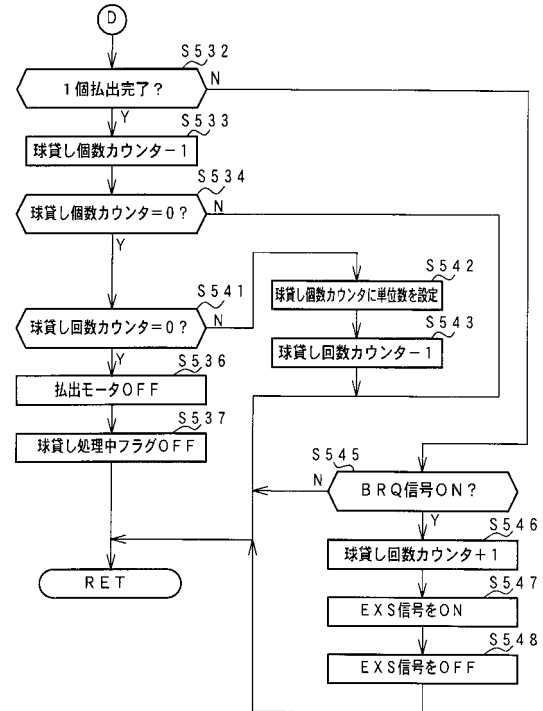 D
S532
1個払出完了?
N
Y
S533
球貸し個数カウンタ-1
S534
球貸し個数カウンタ=0?
N
Y
S541
球貸し回数カウンタ=0?
N
Y
S542
球貸し個数カウンタに単位数を設定
S543
球貸し回数カウンタ-1
S536
払出モータOFF
S537
球貸し処理中フラグOFF
S545
BRQ信号ON?
N
Y
S546
球貸し回数カウンタ+1
S547
EXS信号をON
S548
EXS信号をOFF
RET